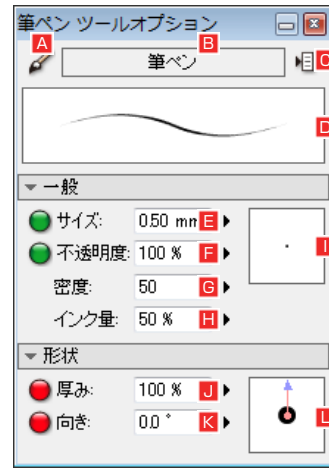 筆ペン ツールオプション
A
B
筆ペン
C
D
一般
サイズ: 0.50 mm E
不透明度: 100 % F
密度: 50 G
インク量: 50 % H
I
形状
厚み: 100 % J
向き: 0.0 ° K
L